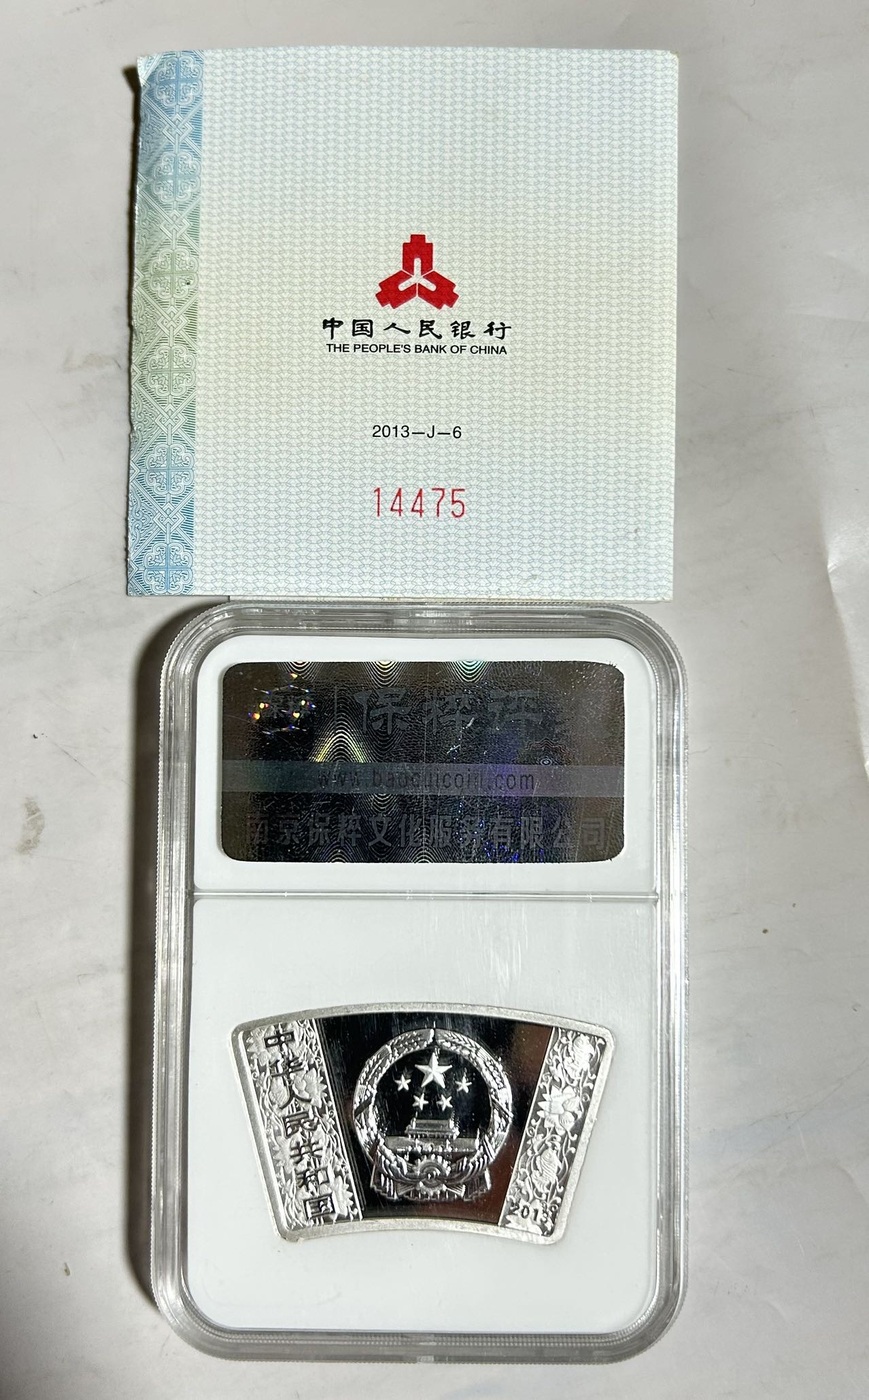 中国人民银行
THE PEOPLE'S BANK OF CHINA
2013—J—6
14475
保粹评
www.baocuicoin.com
南京保粹文化服务有限公司
中华人民共和国
2013